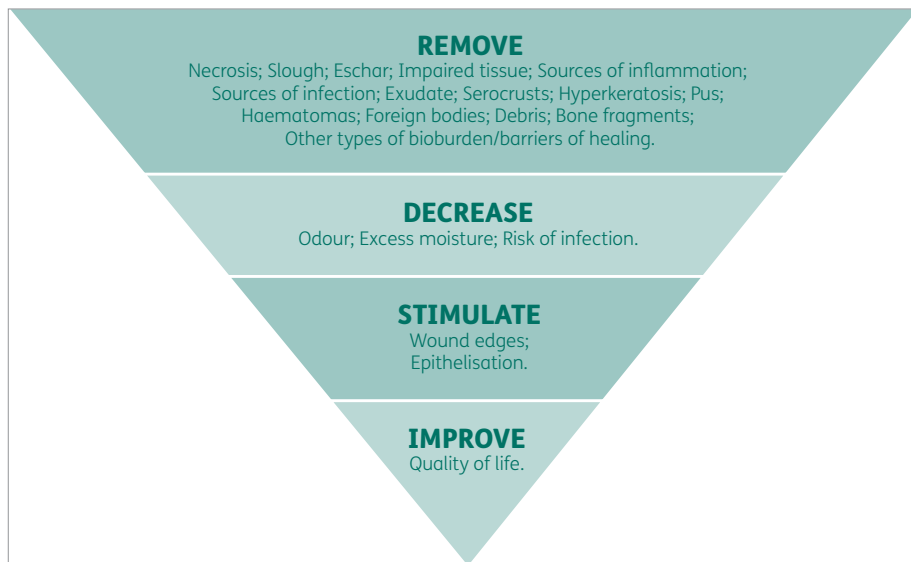 REMOVE
Necrosis; Slough; Eschar; Impaired tissue; Sources of inflammation;
Sources of infection; Exudate; Serocrusts; Hyperkeratosis; Pus;
Haematomas; Foreign bodies; Debris; Bone fragments;
Other types of bioburden/barriers of healing.
DECREASE
Odour; Excess moisture; Risk of infection.
STIMULATE
Wound edges;
Epithelisation.
IMPROVE
Quality of life.